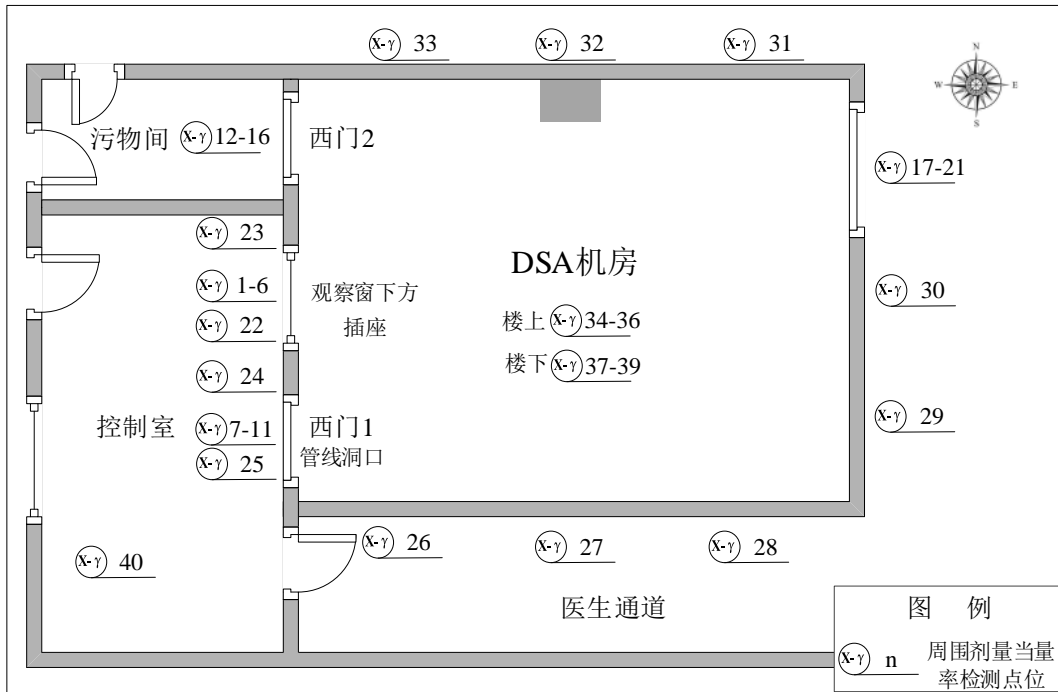 X-γ 33
X-γ 32
X-γ 31
N
W
E
S
污物间
X-γ 12-16
西门2
X-γ 17-21
X-γ 23
DSA机房
X-γ 1-6
观察窗下方
插座
X-γ 30
X-γ 22
楼上 X-γ 34-36
楼下 X-γ 37-39
X-γ 24
控制室
X-γ 7-11
西门1
管线洞口
X-γ 29
X-γ 25
X-γ 40
X-γ 26
X-γ 27
X-γ 28
医生通道
图 例
X-γ n
周围剂量当量
率检测点位